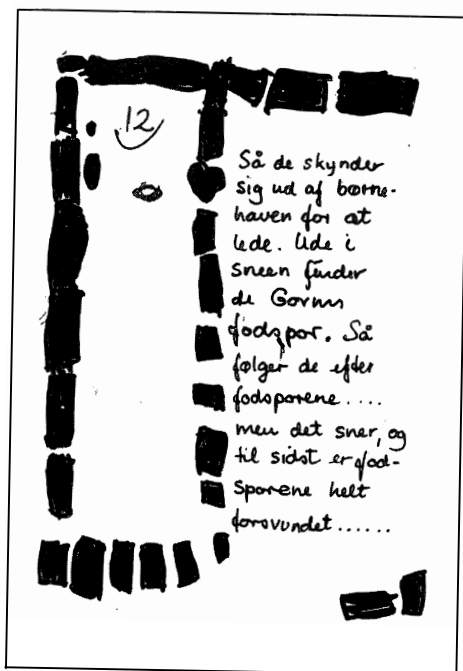 12
Så de skynder
sig ud af børne-
haven for at
lede. Ude i
sneen finder
de Gorms
fodspor. Så
følger de efter
fodsporene....
men det sner, og
til sidst er fod-
sporene helt
forsvundet......